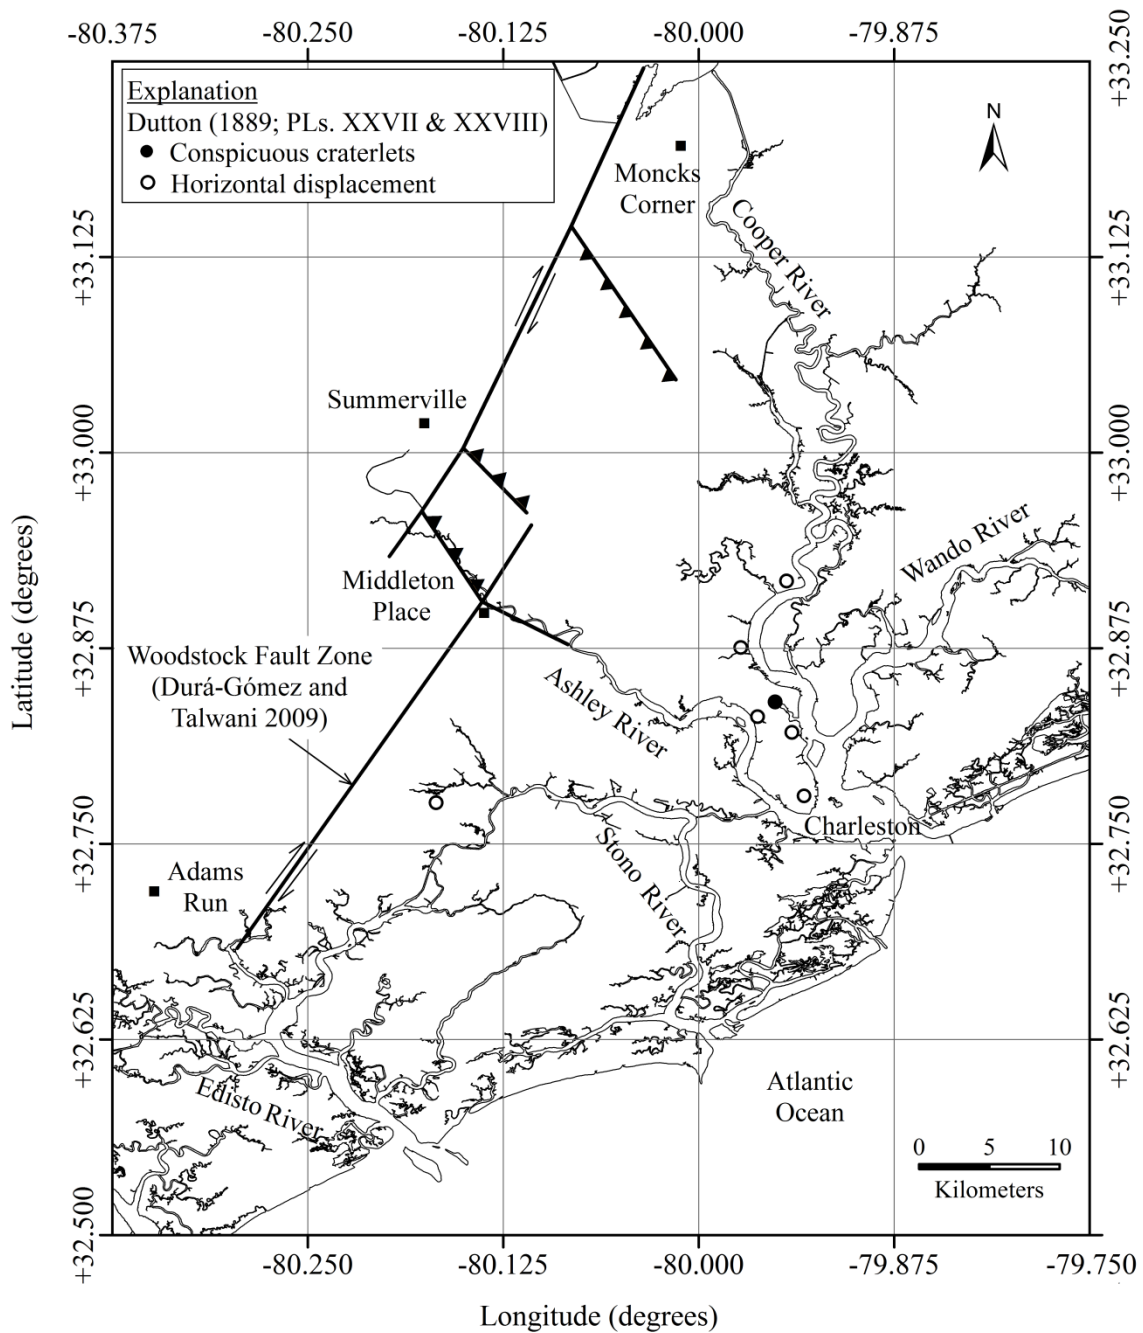 -80.375 -80.250 -80.125 -80.000 -79.875
+33.250
Explanation
Dutton (1889; PLs. XXVII & XXVIII)
Conspicuous craterlets
Horizontal displacement
N
Moncks
Corner
Cooper River
+33.125 +33.125
Summerville
+33.000 +33.000
Wando River
Middleton
Place
+32.875 +32.875
Woodstock Fault Zone
(Durá-Gómez and
Talwani 2009)
Ashley River
Latitude (degrees)
Charleston
+32.750 +32.750
Stono River
Adams
Run
+32.625 +32.625
Edisto River
Atlantic
Ocean
0 5 10
Kilometers
+32.500
-80.250 -80.125 -80.000 -79.875 -79.750
Longitude (degrees)